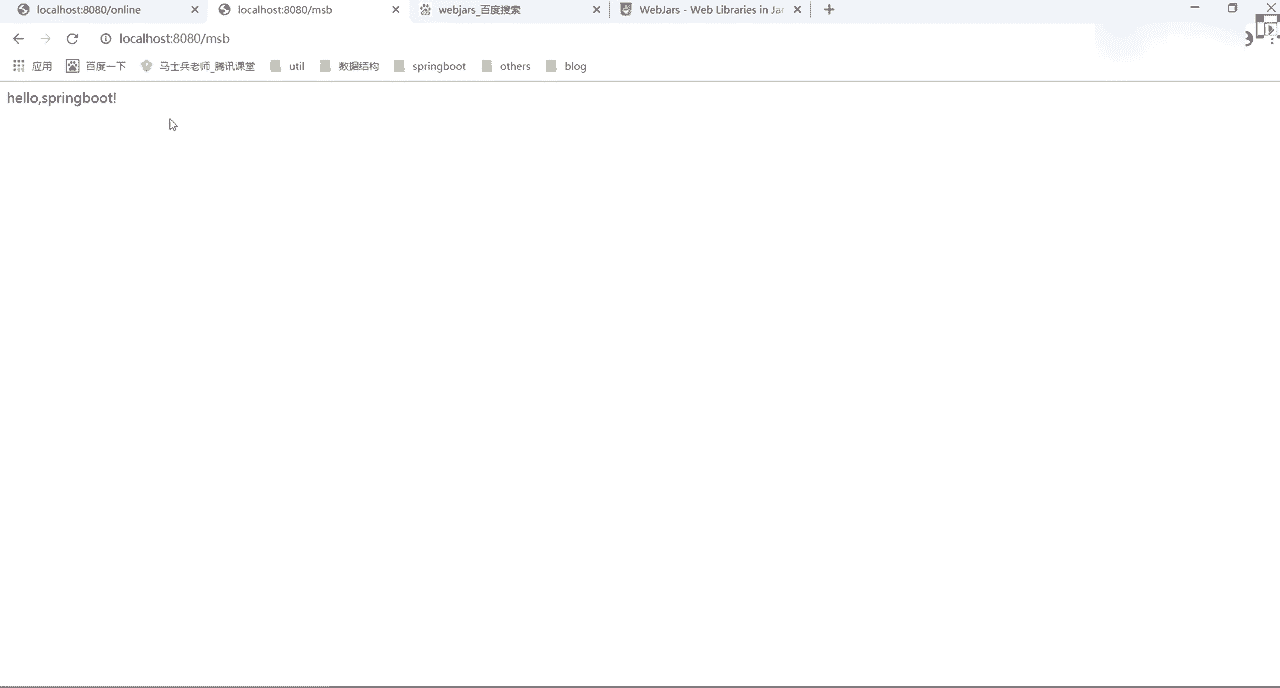 localhost:8080/online localhost:8080/msb webjars_百度搜索 WebJars - Web Libraries in Jar
localhost:8080/msb
应用 百度一下 马士兵老师_腾讯课堂 util 数据结构 springboot others blog
hello,springboot!